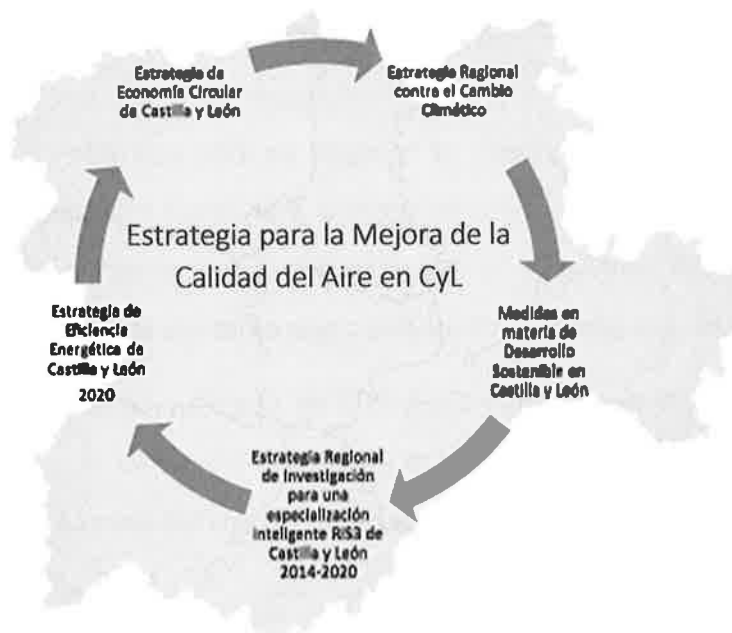 Estrategia de
Economía Circular
de Castilla y León
Estrategia Regional
contra el Cambio
Climático
Estrategia para la Mejora de la
Calidad del Aire en CyL
Estrategia de
Eficiencia
Energética de
Castilla y León
2020
Medidas en
materia de
Desarrollo
Sostenible en
Castilla y León
Estrategia Regional
de Investigación
para una
especialización
inteligente RIS3 de
Castilla y León
2014-2020